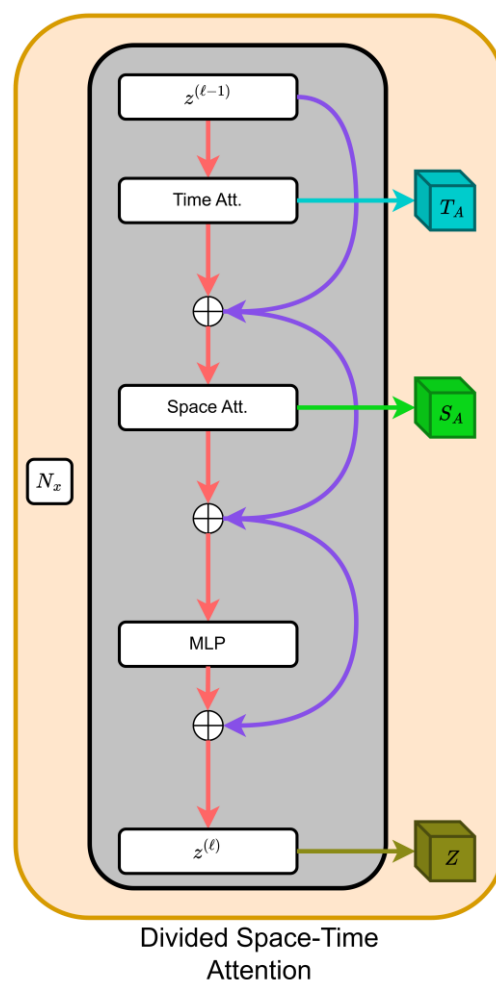 z^{(ℓ−1)}
Time Att.
T_A
Space Att.
S_A
N_x
MLP
z^{(ℓ)}
Z
Divided Space-Time
Attention